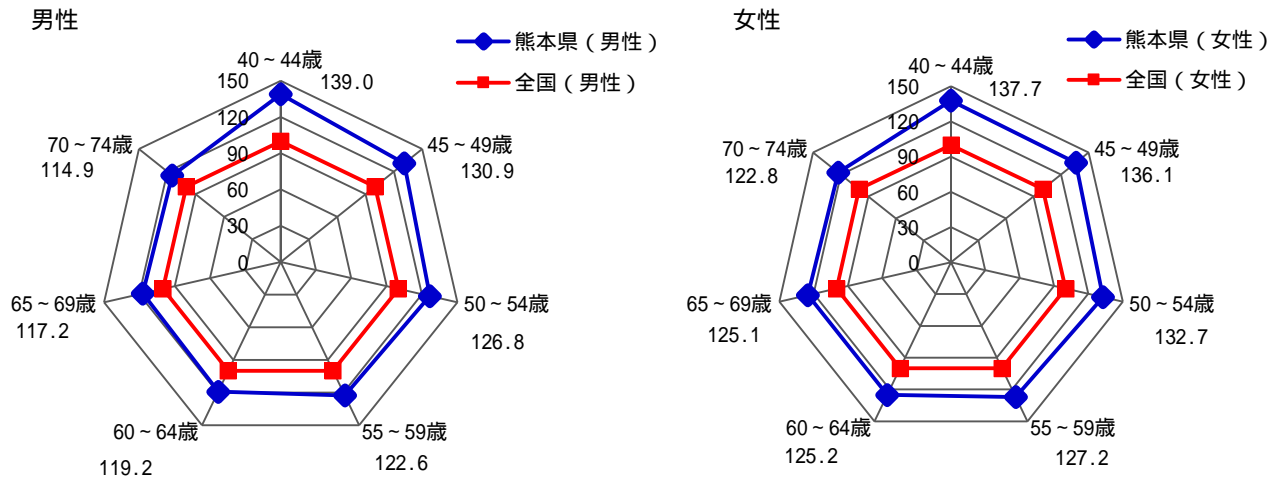 男性
熊本県（男性）
全国（男性）
40～44歳
139.0
45～49歳
130.9
50～54歳
126.8
55～59歳
122.6
60～64歳
119.2
65～69歳
117.2
70～74歳
114.9
150
120
90
60
30
0
女性
熊本県（女性）
全国（女性）
40～44歳
137.7
45～49歳
136.1
50～54歳
132.7
55～59歳
127.2
60～64歳
125.2
65～69歳
125.1
70～74歳
122.8
150
120
90
60
30
0